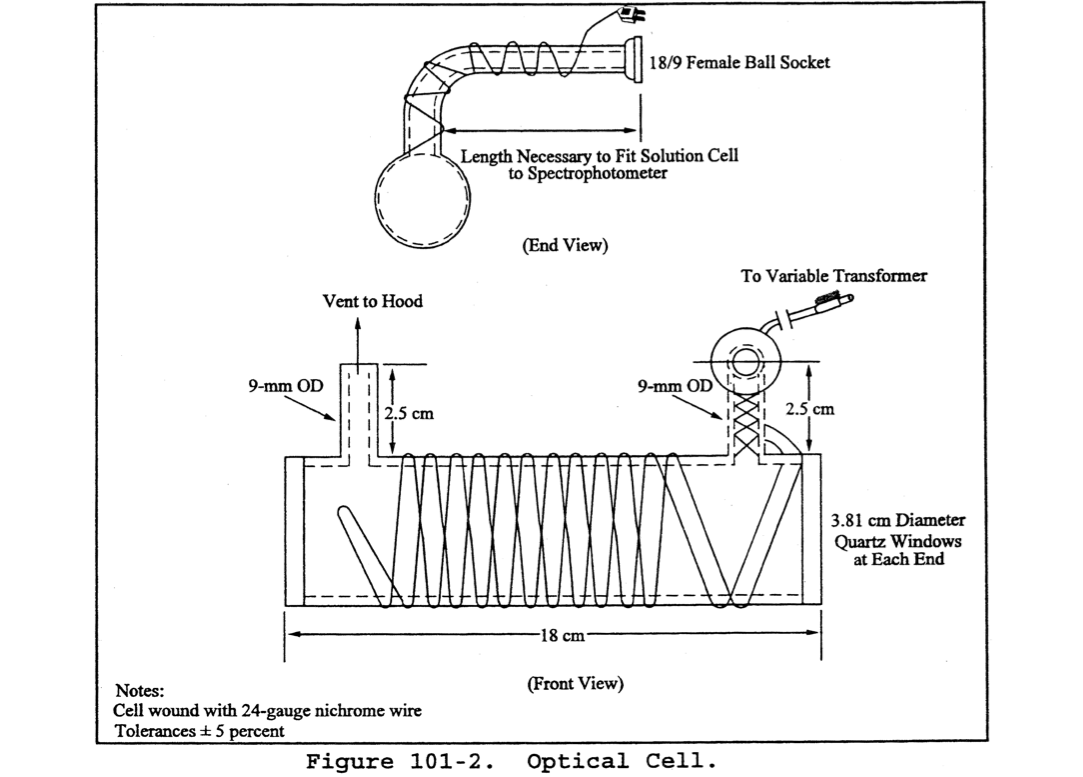 18/9 Female Ball Socket
Length Necessary to Fit Solution Cell
to Spectrophotometer
(End View)
To Variable Transformer
Vent to Hood
9-mm OD
2.5 cm
9-mm OD
2.5 cm
3.81 cm Diameter
Quartz Windows
at Each End
18 cm
(Front View)
Notes:
Cell wound with 24-gauge nichrome wire
Tolerances ± 5 percent
Figure 101-2. Optical Cell.